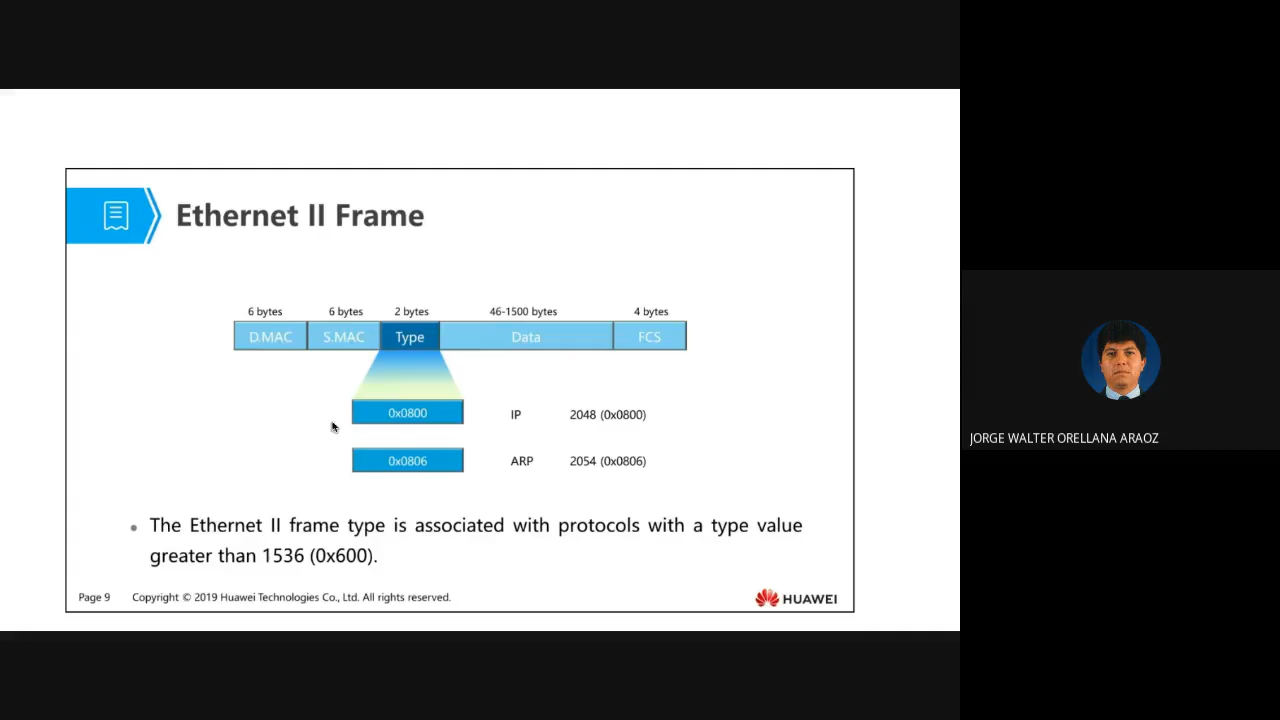 Ethernet II Frame
6 bytes 6 bytes 2 bytes 46-1500 bytes 4 bytes
D.MAC S.MAC Type Data FCS
0x0800 IP 2048 (0x0800)
0x0806 ARP 2054 (0x0806)
The Ethernet II frame type is associated with protocols with a type value
greater than 1536 (0x600).
Page 9 Copyright © 2019 Huawei Technologies Co., Ltd. All rights reserved.
HUAWEI
JORGE WALTER ORELLANA ARAOZ